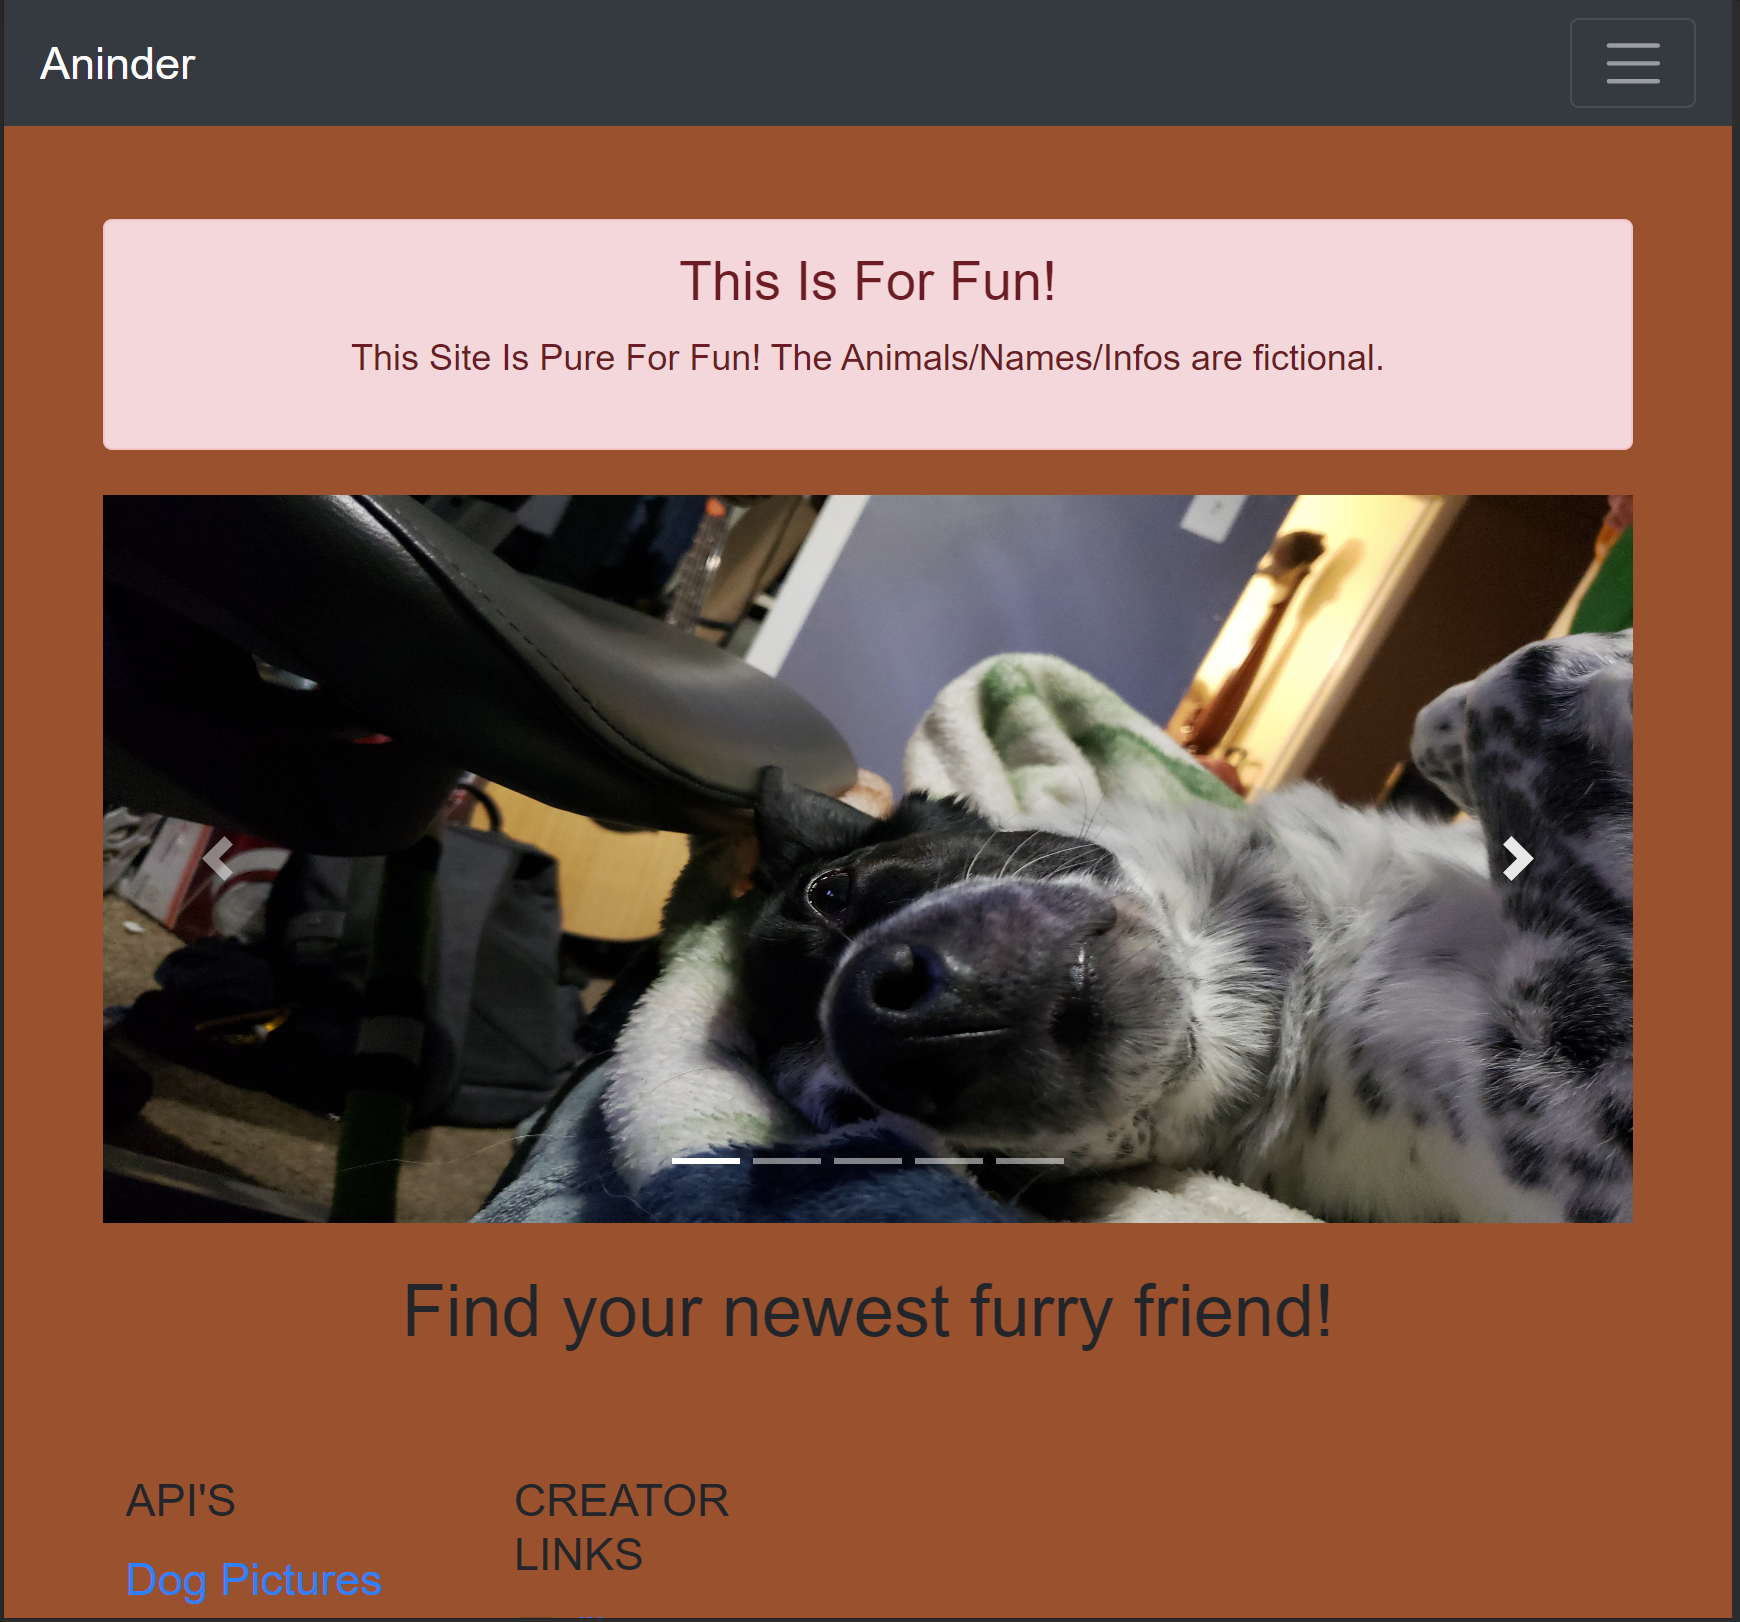 Aninder
This Is For Fun!
This Site Is Pure For Fun! The Animals/Names/Infos are fictional.
Find your newest furry friend!
API'S
CREATOR
LINKS
Dog Pictures